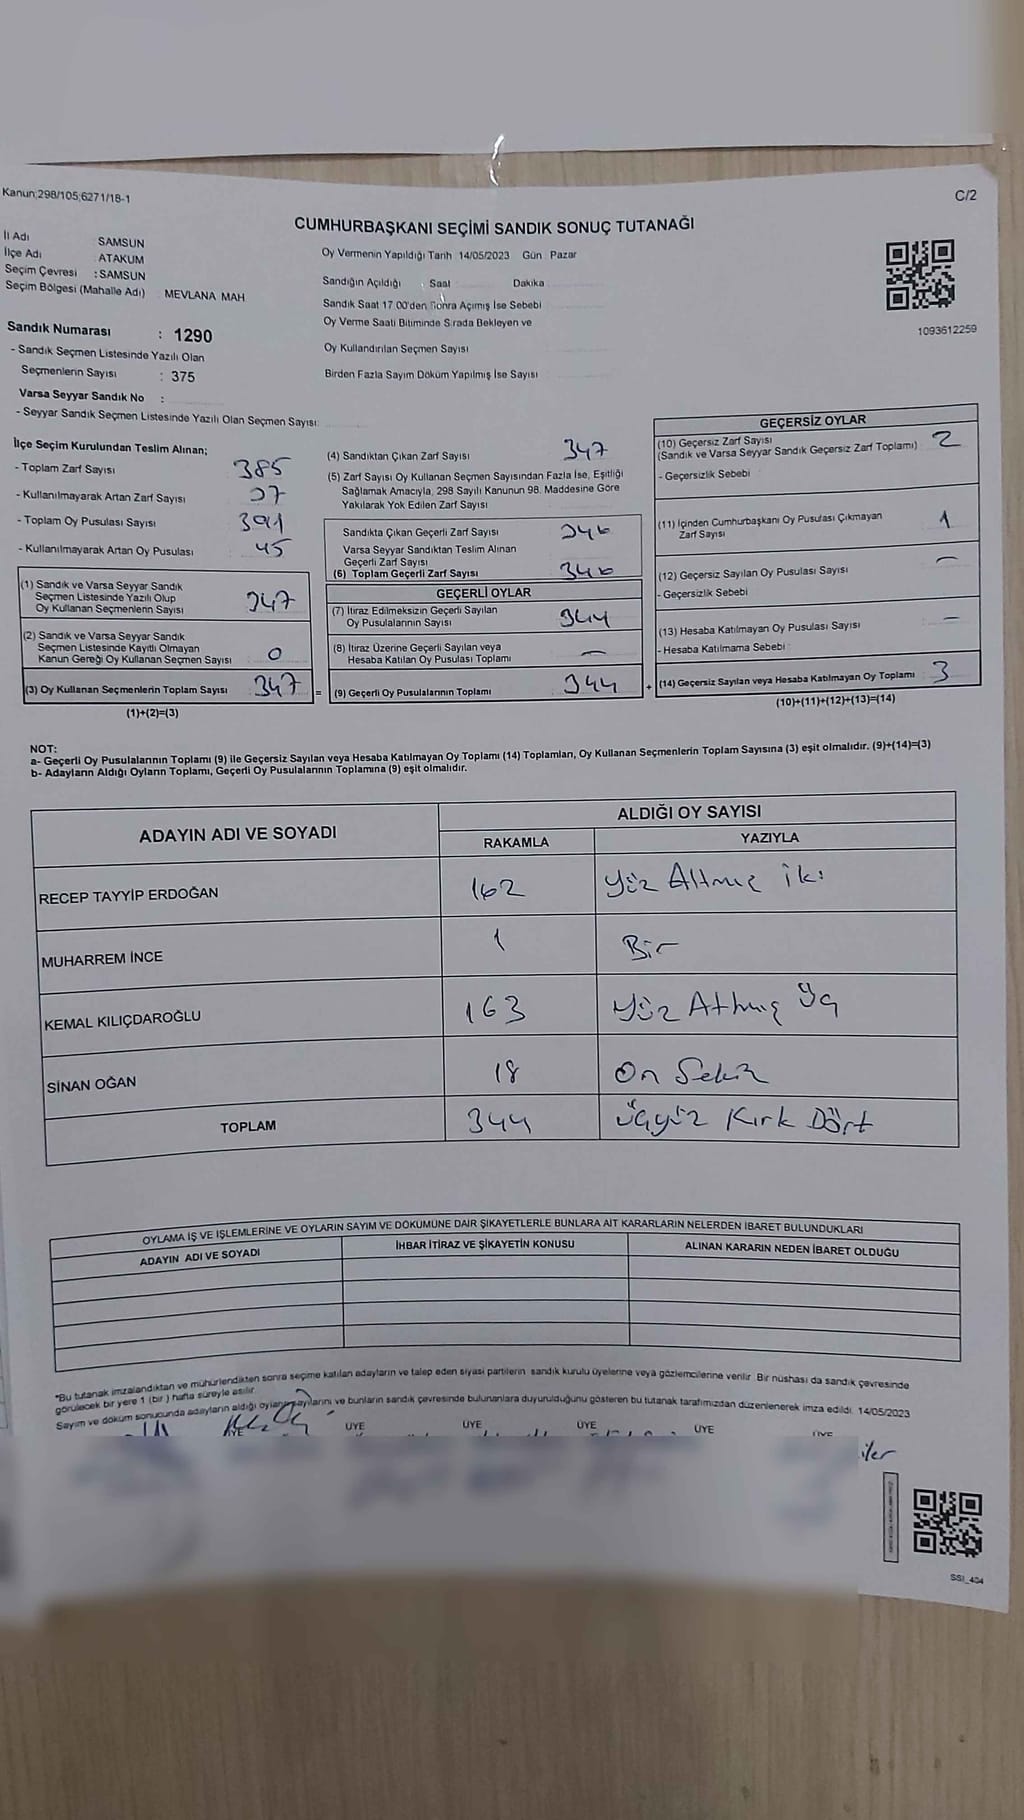 Kanun;298/105;6271/18-1
C/2
CUMHURBAŞKANI SEÇİMİ SANDIK SONUÇ TUTANAĞI
İl Adı : SAMSUN
İlçe Adı : ATAKUM
Seçim Çevresi : SAMSUN
Seçim Bölgesi (Mahalle Adı) : MEVLANA MAH
Oy Vermenin Yapıldığı Tarih 14/05/2023 Gün Pazar
Sandığın Açıldığı Saat Dakika
Sandık Saat 17.00'den Sonra Açımış İse Sebebi
Oy Verme Saati Bitiminde Sırada Bekleyen ve
Oy Kullandırılan Seçmen Sayısı
Birden Fazla Sayım Döküm Yapılmış İse Sayısı
1093612259
Sandık Numarası : 1290
- Sandık Seçmen Listesinde Yazılı Olan
Seçmenlerin Sayısı : 375
Varsa Seyyar Sandık No :
- Seyyar Sandık Seçmen Listesinde Yazılı Olan Seçmen Sayısı:
İlçe Seçim Kurulundan Teslim Alınan;
- Toplam Zarf Sayısı 385
- Kullanılmayarak Artan Zarf Sayısı 37
- Toplam Oy Pusulası Sayısı 391
- Kullanılmayarak Artan Oy Pusulası 45
(1) Sandık ve Varsa Seyyar Sandık
Seçmen Listesinde Yazılı Olup
Oy Kullanan Seçmenlerin Sayısı 347
(2) Sandık ve Varsa Seyyar Sandık
Seçmen Listesinde Kayıtlı Olmayan
Kanun Gereği Oy Kullanan Seçmen Sayısı 0
(3) Oy Kullanan Seçmenlerin Toplam Sayısı 347 =
(1)+(2)=(3)
(4) Sandıktan Çıkan Zarf Sayısı 347
(5) Zarf Sayısı Oy Kullanan Seçmen Sayısından Fazla İse, Eşitliği
Sağlamak Amacıyla, 298 Sayılı Kanunun 98. Maddesine Göre
Yakılarak Yok Edilen Zarf Sayısı
Sandıkta Çıkan Geçerli Zarf Sayısı 346
Varsa Seyyar Sandıktan Teslim Alınan
Geçerli Zarf Sayısı
(6) Toplam Geçerli Zarf Sayısı 346
GEÇERLİ OYLAR
(7) İtiraz Edilmeksizin Geçerli Sayılan
Oy Pusulalarının Sayısı 344
(8) İtiraz Üzerine Geçerli Sayılan veya
Hesaba Katılan Oy Pusulası Toplamı —
(9) Geçerli Oy Pusulalarının Toplamı 344 +
GEÇERSİZ OYLAR
(10) Geçersiz Zarf Sayısı
(Sandık ve Varsa Seyyar Sandık Geçersiz Zarf Toplamı) 2
- Geçersizlik Sebebi
(11) İçinden Cumhurbaşkanı Oy Pusulası Çıkmayan
Zarf Sayısı 1
(12) Geçersiz Sayılan Oy Pusulası Sayısı —
- Geçersizlik Sebebi
(13) Hesaba Katılmayan Oy Pusulası Sayısı —
- Hesaba Katılmama Sebebi :
(14) Geçersiz Sayılan veya Hesaba Katılmayan Oy Toplamı 3
(10)+(11)+(12)+(13)=(14)
NOT:
a- Geçerli Oy Pusulalarının Toplamı (9) ile Geçersiz Sayılan veya Hesaba Katılmayan Oy Toplamı (14) Toplamları, Oy Kullanan Seçmenlerin Toplam Sayısına (3) eşit olmalıdır. (9)+(14)=(3)
b- Adayların Aldığı Oyların Toplamı, Geçerli Oy Pusulalarının Toplamına (9) eşit olmalıdır.
ADAYIN ADI VE SOYADI
ALDIĞI OY SAYISI
RAKAMLA YAZIYLA
RECEP TAYYİP ERDOĞAN 162 Yüz Altmış iki
MUHARREM İNCE 1 Bir
KEMAL KILIÇDAROĞLU 163 Yüz Atmış Üç
SİNAN OĞAN 18 On Sekiz
TOPLAM 344 Üçyüz Kırk Dört
OYLAMA İŞ VE İŞLEMLERİNE VE OYLARIN SAYIM VE DÖKÜMÜNE DAİR ŞİKAYETLERLE BUNLARA AİT KARARLARIN NELERDEN İBARET BULUNDUKLARI
ADAYIN ADI VE SOYADI İHBAR İTİRAZ VE ŞİKAYETİN KONUSU ALINAN KARARIN NEDEN İBARET OLDUĞU
*Bu tutanak imzalandıktan ve mühürlendikten sonra seçime katılan adayların ve talep eden siyasi partilerin sandık kurulu üyelerine veya gözlemcilerine verilir. Bir nüshası da sandık çevresinde
görülecek bir yere 1 (bir ) hafta süreyle asılır.
Sayım ve döküm sonucunda adayların aldığı oyların sayılarını ve bunların sandık çevresinde bulunanlara duyurulduğunu gösteren bu tutanak tarafımızdan düzenlenerek imza edildi. 14/05/2023
ÜYE ÜYE ÜYE ÜYE ÜYE
SSI_404